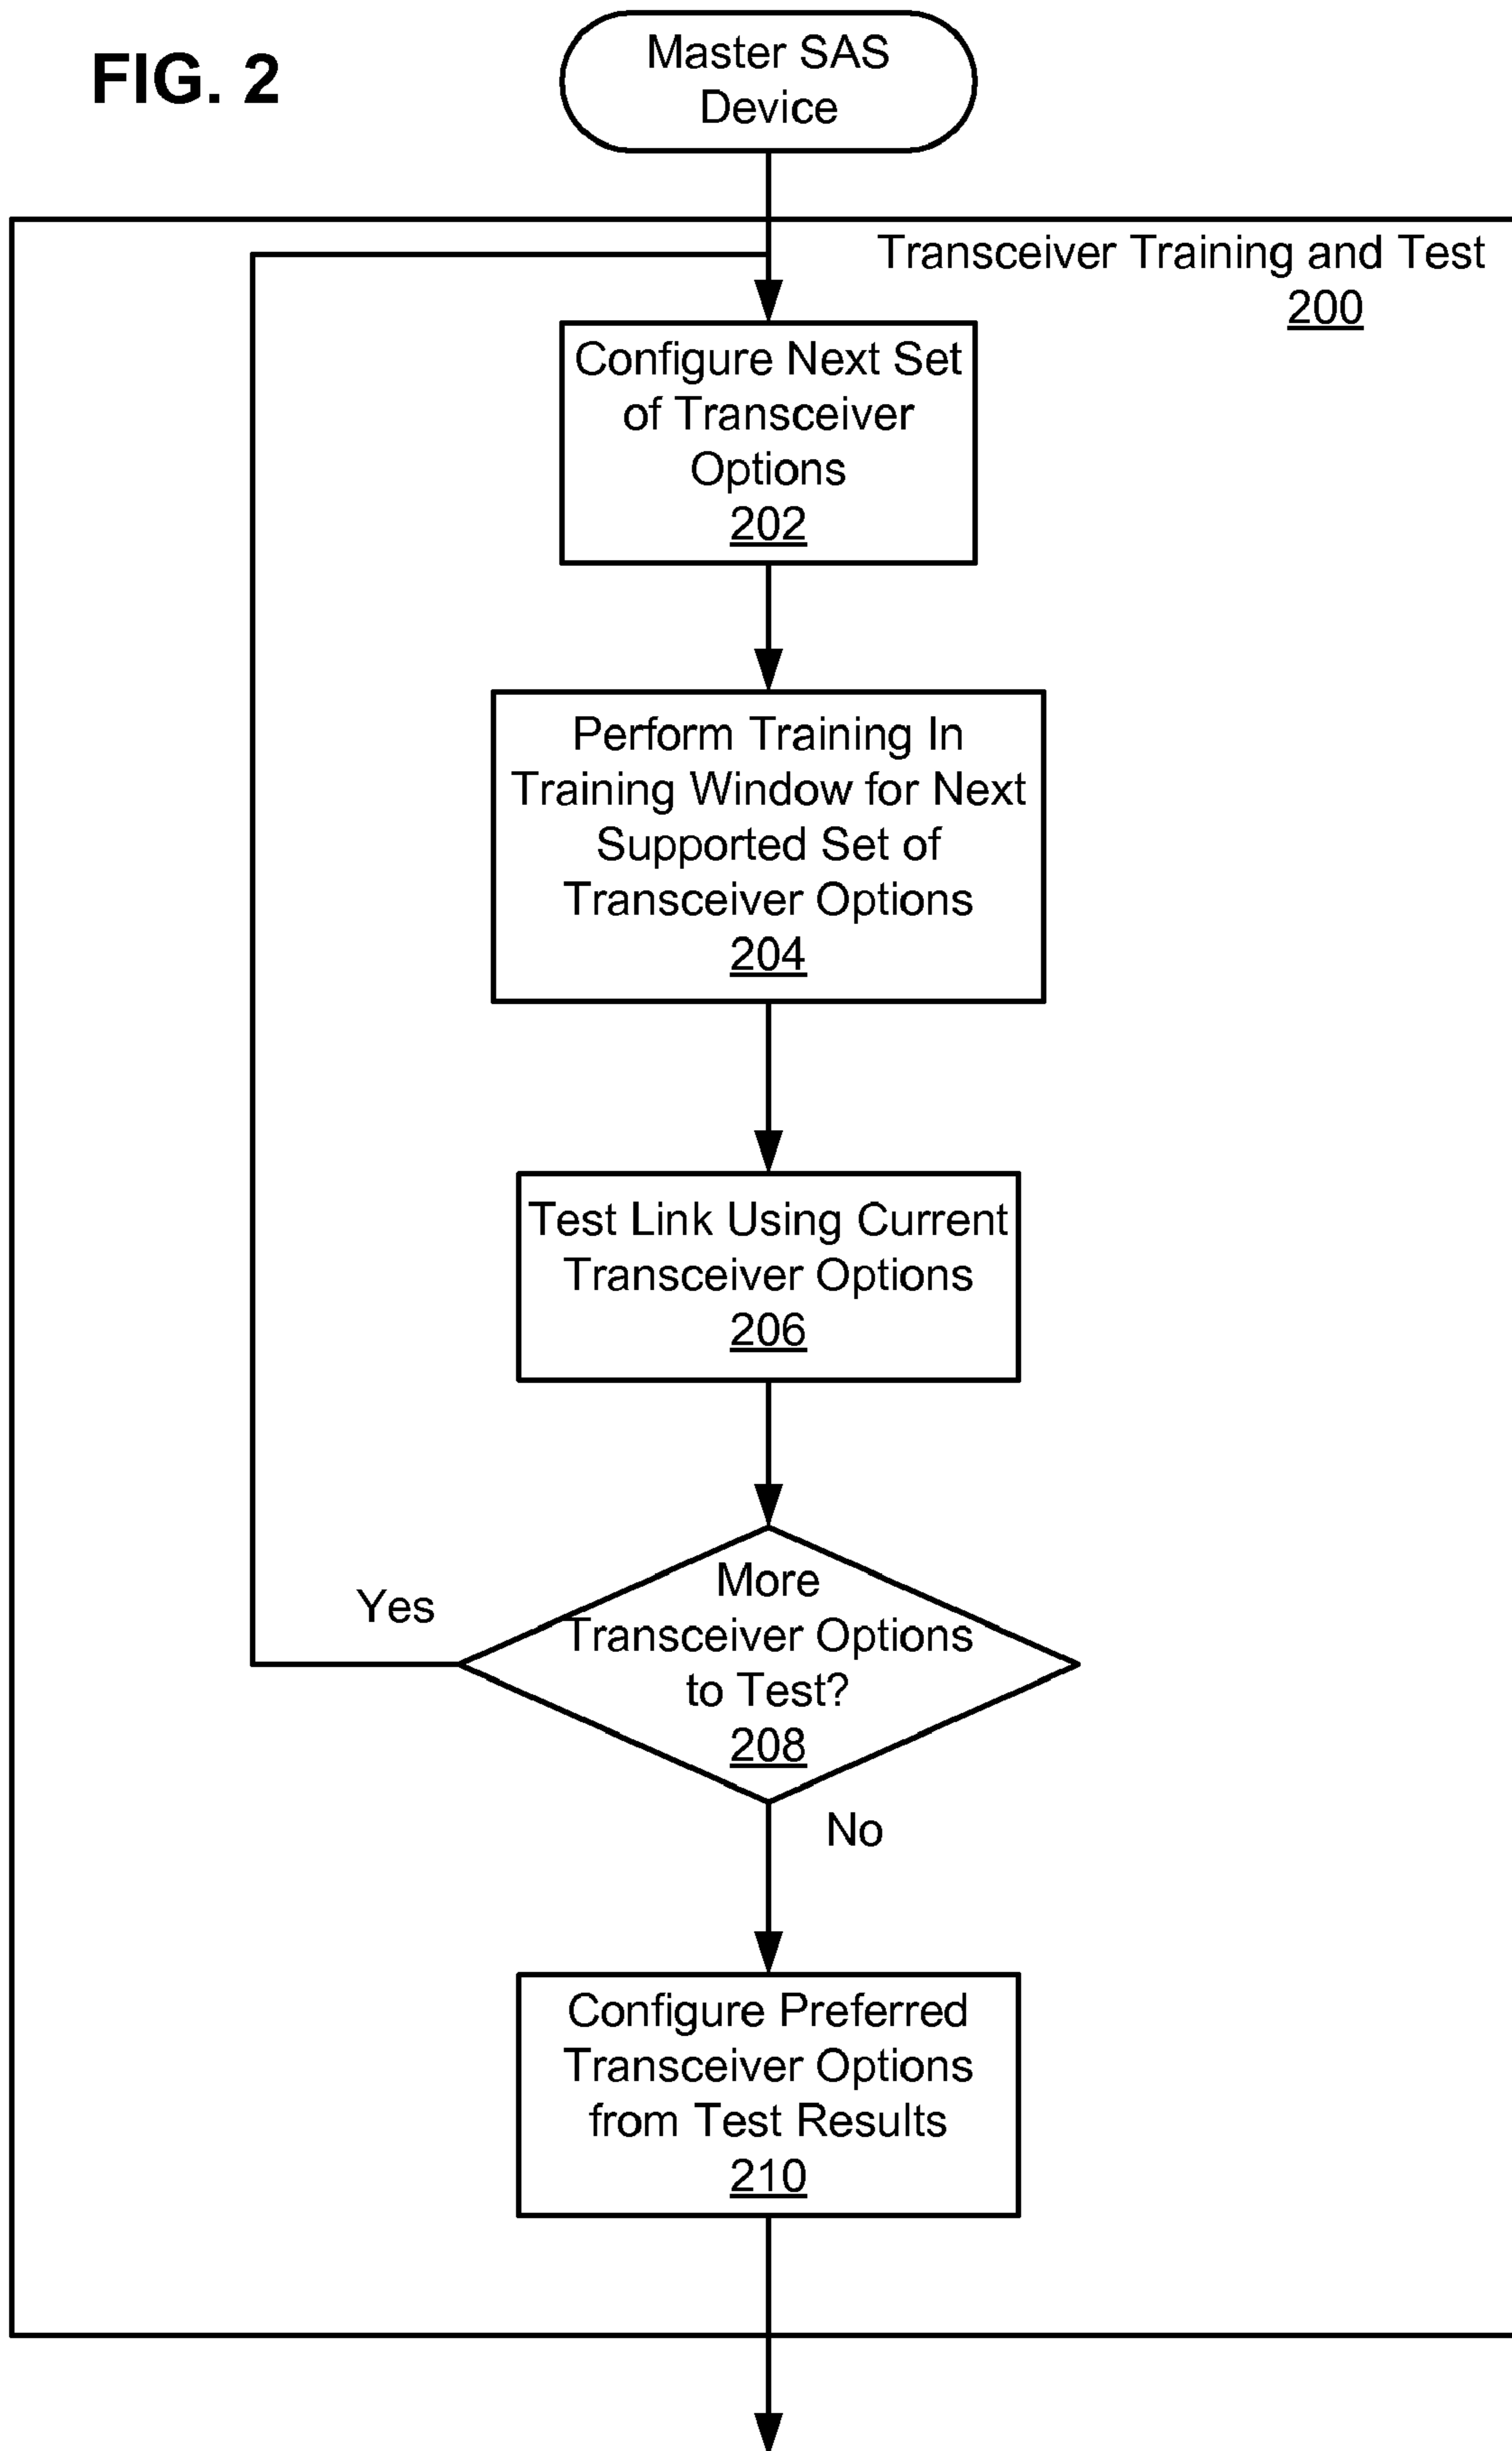 FIG. 2
Master SAS
Device
Transceiver Training and Test
200
Configure Next Set
of Transceiver
Options
202
Perform Training In
Training Window for Next
Supported Set of
Transceiver Options
204
Test Link Using Current
Transceiver Options
206
More
Transceiver Options
to Test?
208
Yes
No
Configure Preferred
Transceiver Options
from Test Results
210